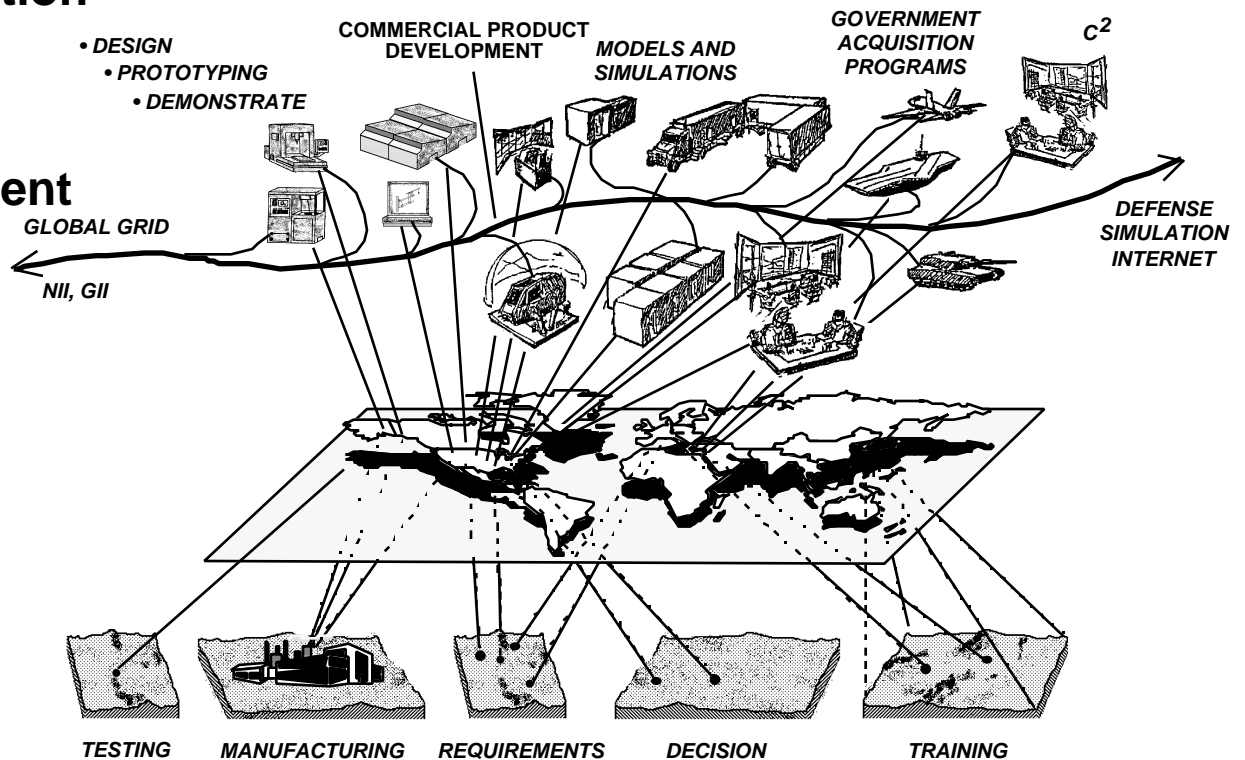 tion
• DESIGN
• PROTOTYPING
• DEMONSTRATE
COMMERCIAL PRODUCT
DEVELOPMENT
MODELS AND
SIMULATIONS
GOVERNMENT
ACQUISITION
PROGRAMS
C²
ent
GLOBAL GRID
NII, GII
DEFENSE
SIMULATION
INTERNET
TESTING
MANUFACTURING
REQUIREMENTS
DECISION
TRAINING